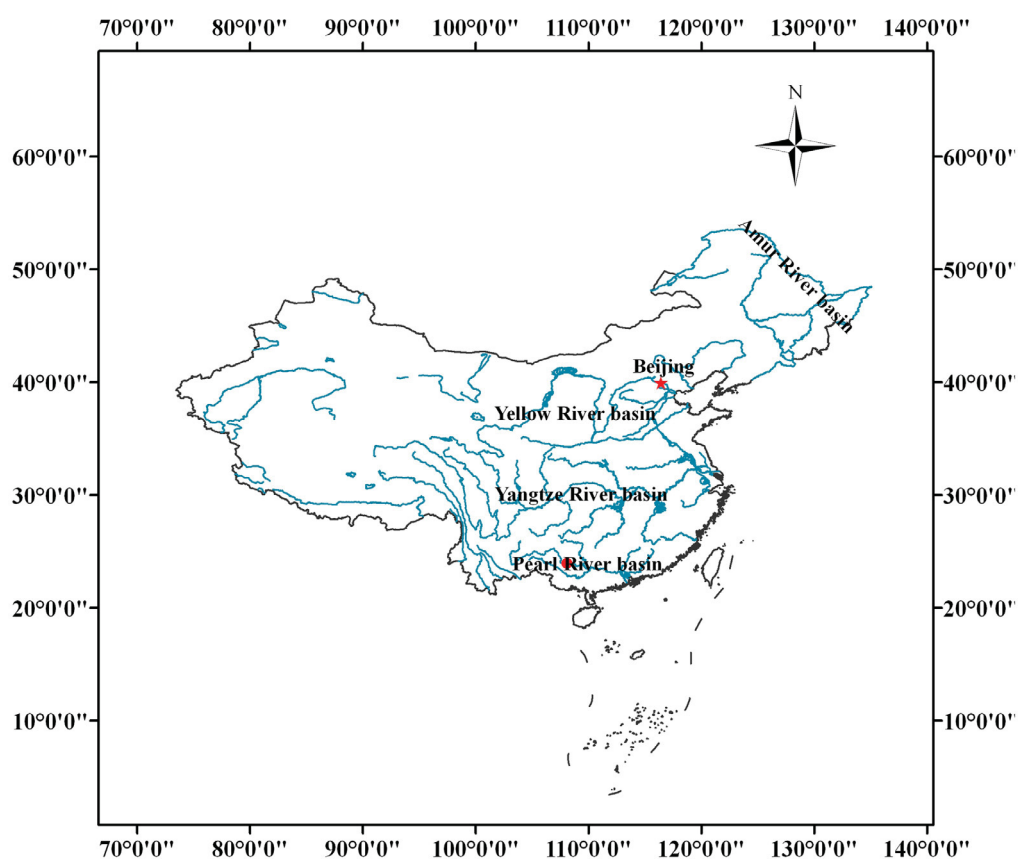 70°0'0'' 80°0'0'' 90°0'0'' 100°0'0'' 110°0'0'' 120°0'0'' 130°0'0'' 140°0'0''
N
60°0'0'' 60°0'0''
Amur River basin
50°0'0'' 50°0'0''
Beijing
40°0'0'' 40°0'0''
Yellow River basin
Yangtze River basin
30°0'0'' 30°0'0''
Pearl River basin
20°0'0'' 20°0'0''
10°0'0'' 10°0'0''
70°0'0'' 80°0'0'' 90°0'0'' 100°0'0'' 110°0'0'' 120°0'0'' 130°0'0'' 140°0'0''